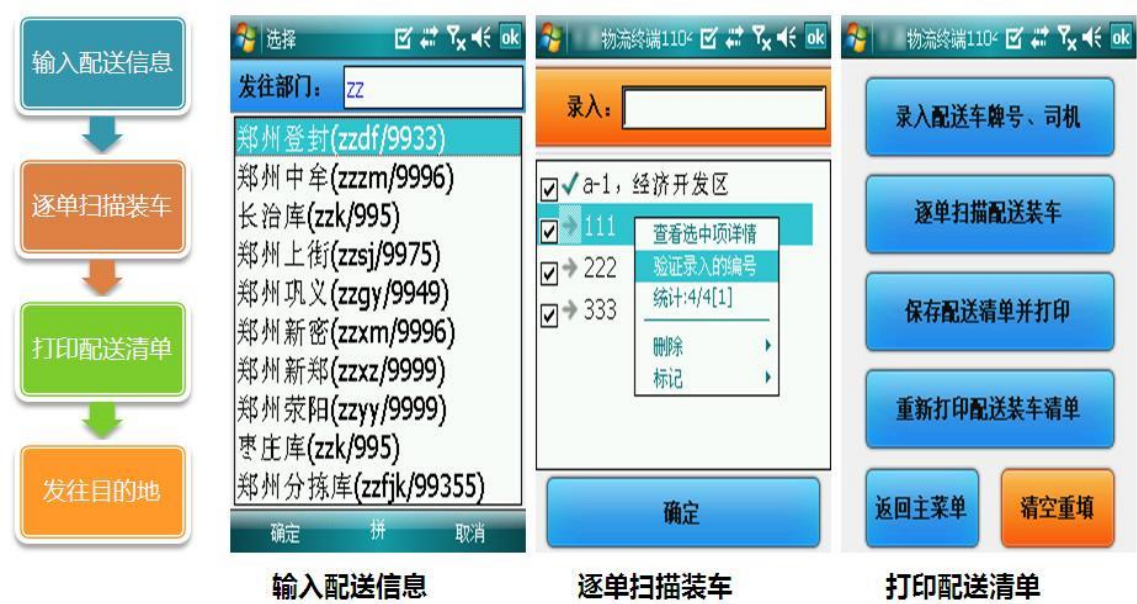 输入配送信息
逐单扫描装车
打印配送清单
发往目的地
选择
ok
发往部门：
zz
郑州登封(zzdf/9933)
郑州中牟(zzzm/9996)
长治库(zzk/995)
郑州上街(zzsj/9975)
郑州巩义(zzgy/9949)
郑州新密(zzxm/9996)
郑州新郑(zzxz/9999)
郑州荥阳(zzyy/9999)
枣庄库(zzk/995)
郑州分拣库(zzfjk/99355)
确定 拼 取消
输入配送信息
物流终端110 ok
录入：
a-1，经济开发区
111
222
333
查看选中项详情
验证录入的编号
统计:4/4[1]
删除
标记
确定
逐单扫描装车
物流终端110 ok
录入配送车牌号、司机
逐单扫描配送装车
保存配送清单并打印
重新打印配送装车清单
返回主菜单
清空重填
打印配送清单